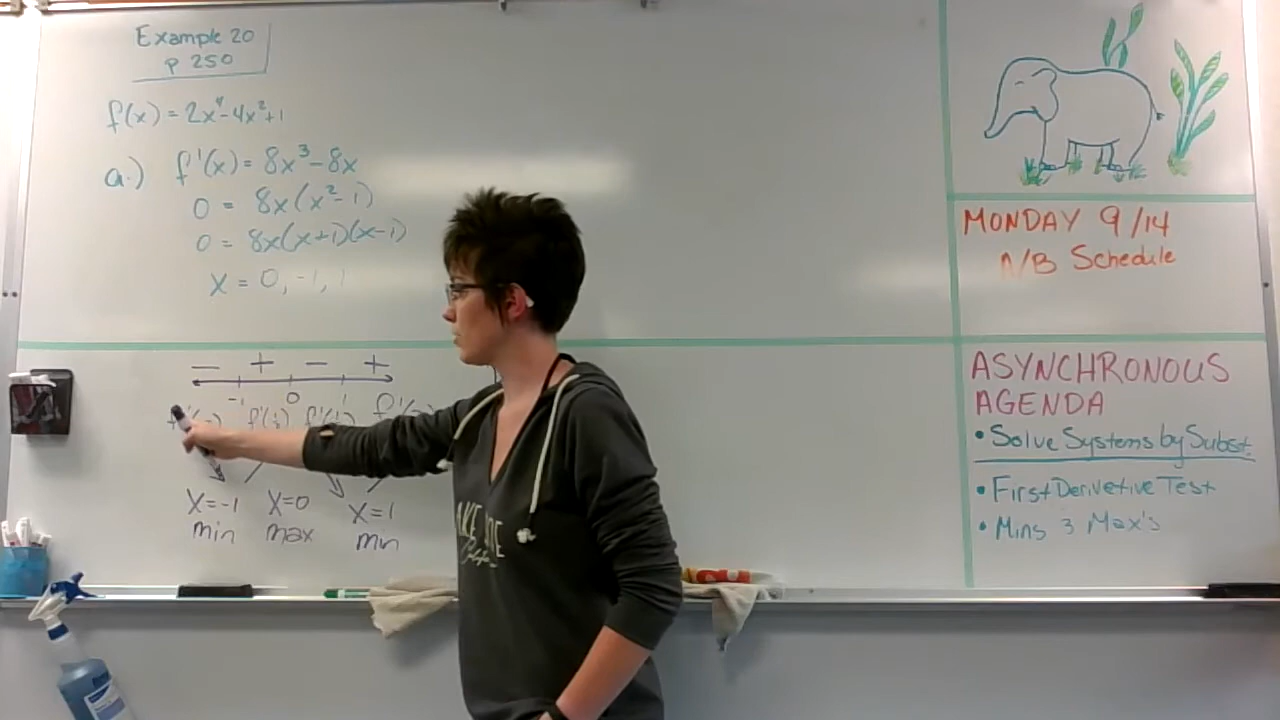 Example 20
p 250
f(x) = 2x⁴-4x²+1
a.) f'(x) = 8x³-8x
0 = 8x(x²-1)
0 = 8x(x+1)(x-1)
x = 0, -1, 1
— + — +
-1 0 1
X=-1 X=0 X=1
min max min
MONDAY 9/14
A/B Schedule
ASYNCHRONOUS
AGENDA
• Solve Systems by Subst.
• First Derivetive Test
• Mins & Max's